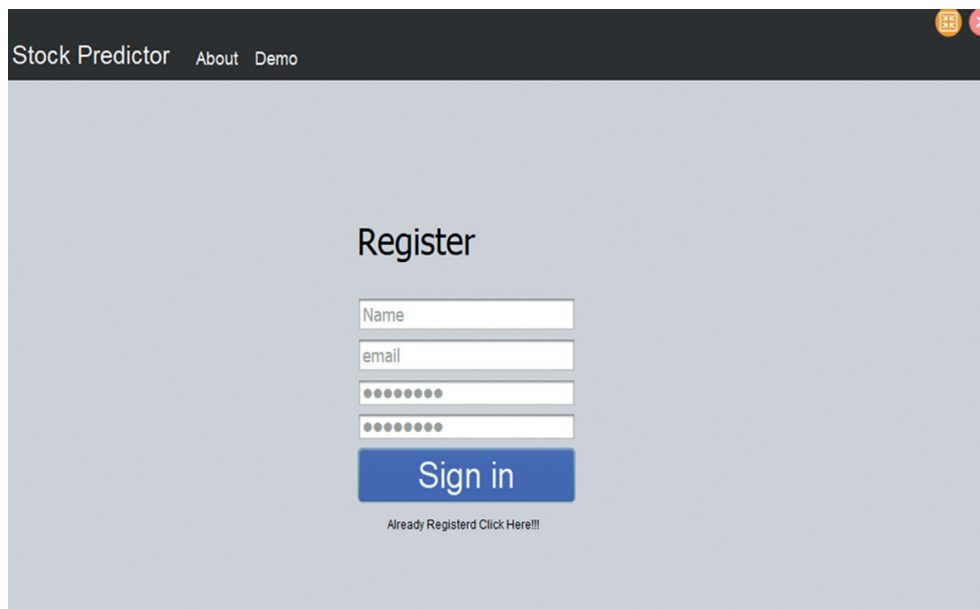 Stock Predictor About Demo
Register
Name
email
●●●●●●●●
●●●●●●●●
Sign in
Already Registerd Click Here!!!